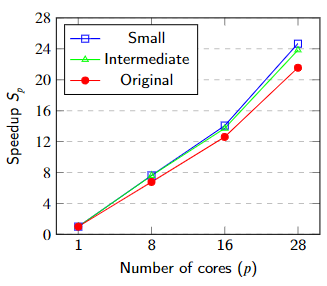 28
24
20
16
12
8
4
0
Speedup Sp
Small
Intermediate
Original
1 8 16 28
Number of cores (p)